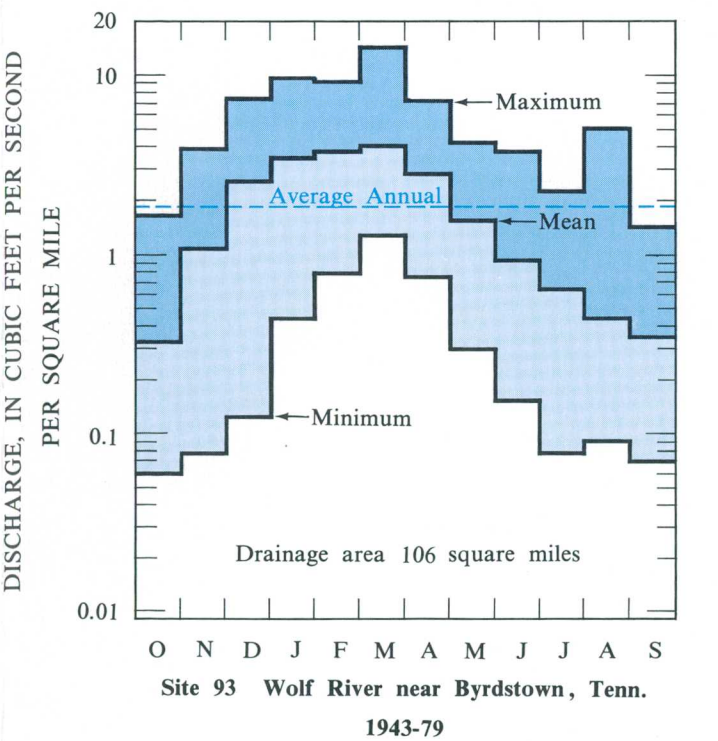 DISCHARGE, IN CUBIC FEET PER SECOND
PER SQUARE MILE
20
10
1
0.1
0.01
Maximum
Average Annual
Mean
Minimum
Drainage area 106 square miles
O N D J F M A M J J A S
Site 93 Wolf River near Byrdstown, Tenn.
1943-79